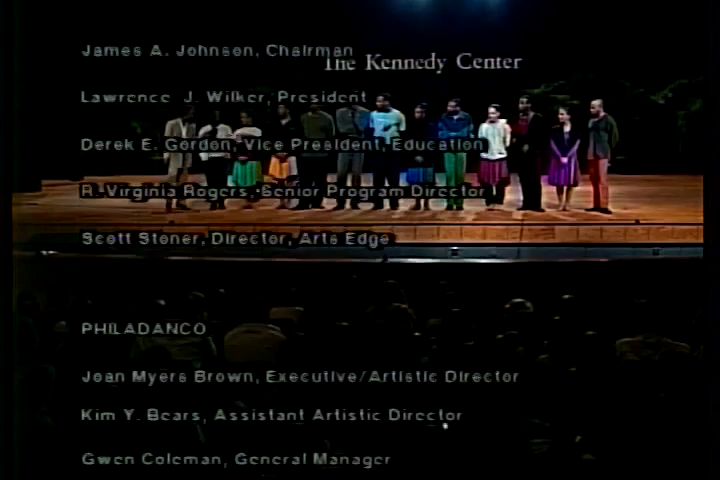 James A. Johnson, Chairman
The Kennedy Center
Lawrence J. Wilker, President
Derek E. Gordon, Vice President, Education
R. Virginia Rogers, Senior Program Director
Scott Stoner, Director, Arts Edge
PHILADANCO
Joan Myers Brown, Executive/Artistic Director
Kim Y. Bears, Assistant Artistic Director
Gwen Coleman, General Manager